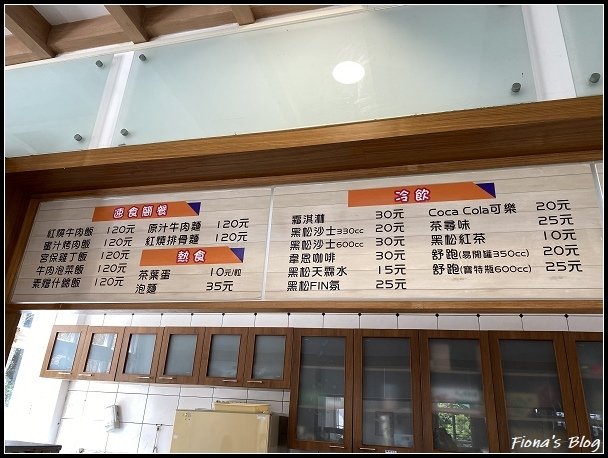 速食簡餐
紅燒牛肉飯 120元
蜜汁烤肉飯 120元
宮保雞丁飯 120元
牛肉泡菜飯 120元
素糧什錦飯 120元
原汁牛肉麵 120元
紅燒排骨麵 120元
熱食
茶葉蛋 10元/粒
泡麵 35元
冷飲
霜淇淋 30元
黑松沙士330cc 20元
黑松沙士600cc 30元
韋恩咖啡 30元
黑松天霖水 15元
黑松FIN氛 25元
Coca Cola可樂 20元
茶尋味 25元
黑松紅茶 10元
舒跑(易開罐350cc) 20元
舒跑(寶特瓶600cc) 25元
Fiona's Blog